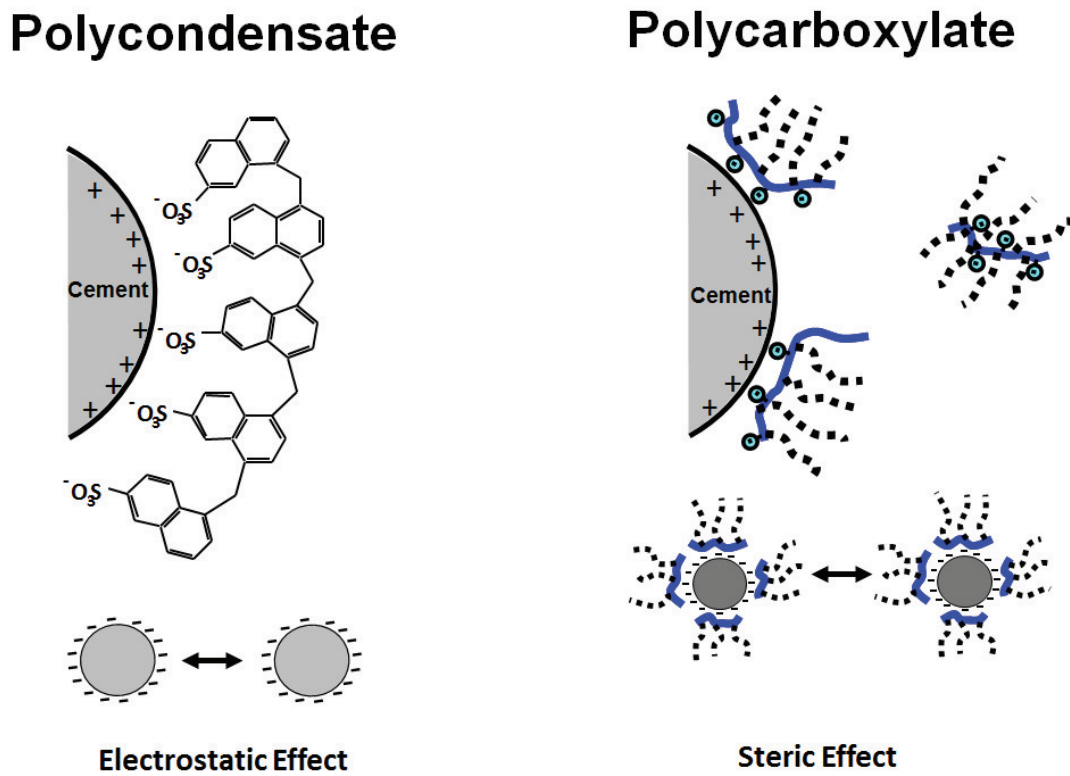 Polycondensate
Polycarboxylate
+
+
+
+
Cement
+
+
+
+
+
-O3S
-O3S
-O3S
-O3S
-O3S
+
+
+
+
Cement
+
+
+
+
+
Electrostatic Effect
Steric Effect